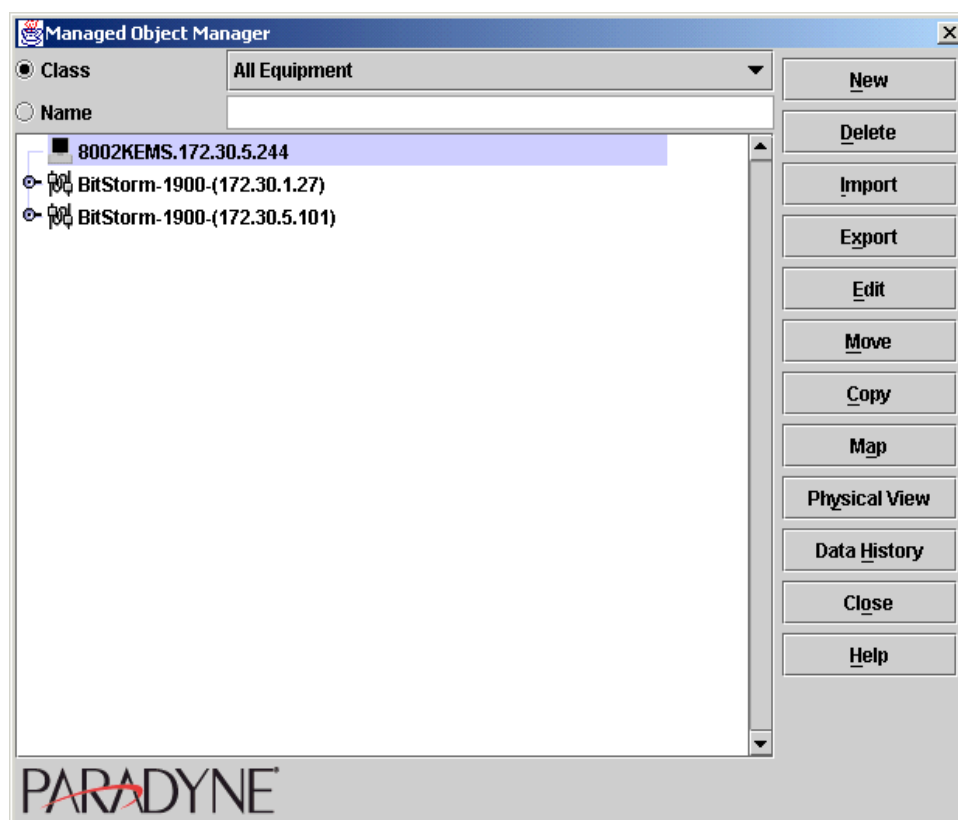 Managed Object Manager
Class
All Equipment
Name
8002KEMS.172.30.5.244
BitStorm-1900-(172.30.1.27)
BitStorm-1900-(172.30.5.101)
New
Delete
Import
Export
Edit
Move
Copy
Map
Physical View
Data History
Close
Help
PARADYNE